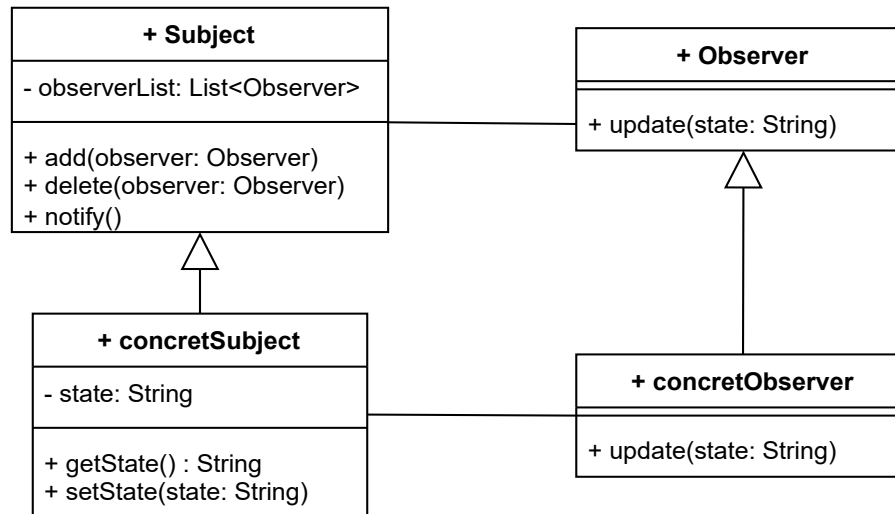 + Subject
- observerList: List<Observer>
+ add(observer: Observer)
+ delete(observer: Observer)
+ notify()
+ Observer
+ update(state: String)
+ concretSubject
- state: String
+ getState() : String
+ setState(state: String)
+ concretObserver
+ update(state: String)